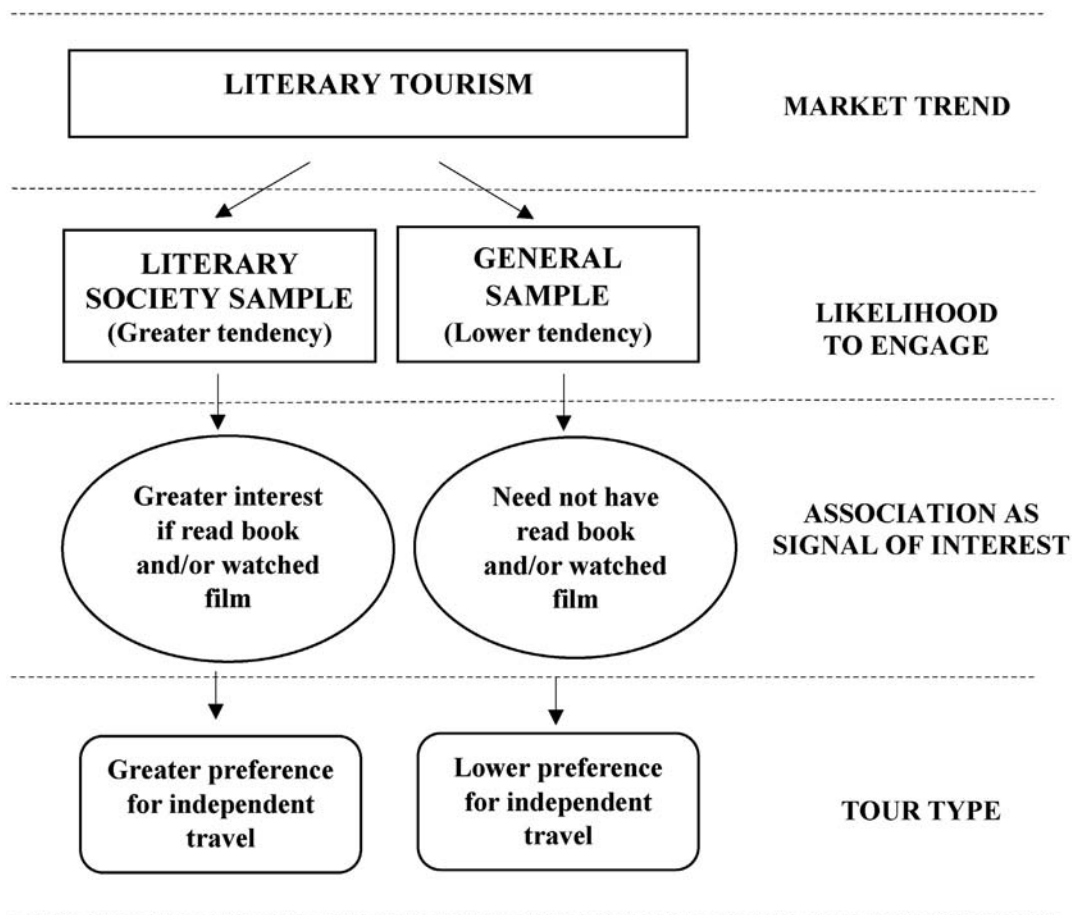 LITERARY TOURISM
MARKET TREND
LITERARY
SOCIETY SAMPLE
(Greater tendency)
GENERAL
SAMPLE
(Lower tendency)
LIKELIHOOD
TO ENGAGE
Greater interest
if read book
and/or watched
film
Need not have
read book
and/or watched
film
ASSOCIATION AS
SIGNAL OF INTEREST
Greater preference
for independent
travel
Lower preference
for independent
travel
TOUR TYPE